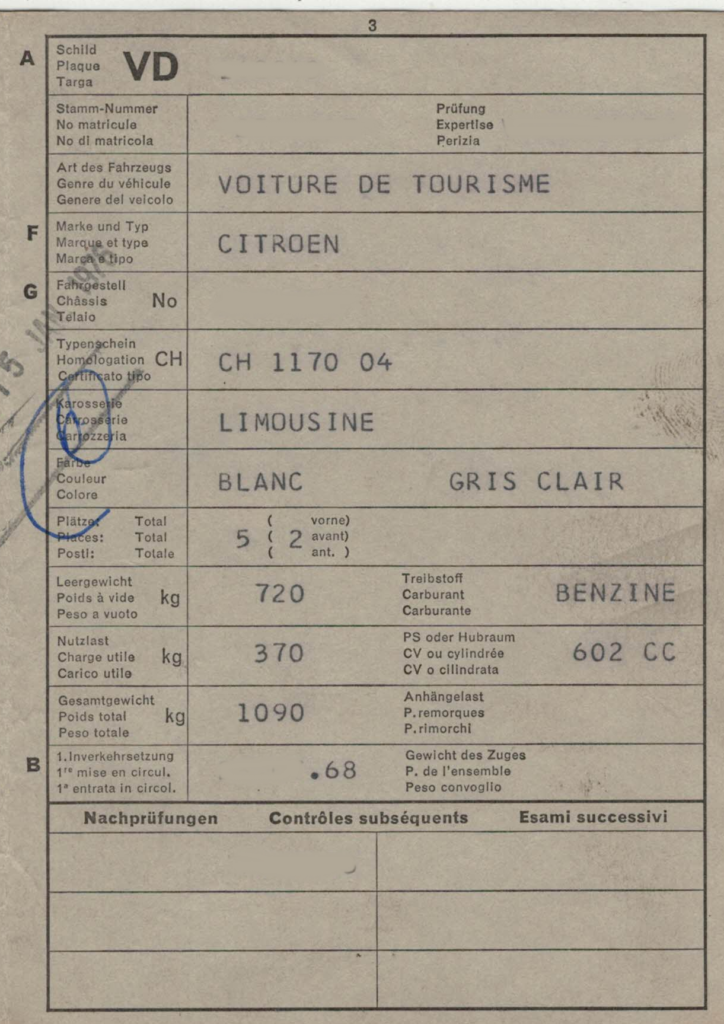 3
A
Schild
Plaque
Targa
VD
Stamm-Nummer
No matricule
No di matricola
Prüfung
Expertise
Perizia
Art des Fahrzeugs
Genre du véhicule
Genere del veicolo
VOITURE DE TOURISME
F
Marke und Typ
Marque et type
Marca e tipo
CITROEN
G
Fahrgestell
Châssis
Telaio
No
15 JAN 1976
Typenschein
Homologation
Certificato tipo
CH
CH 1170 04
Karosserie
Carrosserie
Carrozzeria
LIMOUSINE
Farbe
Couleur
Colore
BLANC GRIS CLAIR
Plätze: Total
Places: Total
Posti: Totale
5 ( 2
vorne)
avant)
ant. )
Leergewicht
Poids à vide
Peso a vuoto
kg
720
Treibstoff
Carburant
Carburante
BENZINE
Nutzlast
Charge utile
Carico utile
kg
370
PS oder Hubraum
CV ou cylindrée
CV o cilindrata
602 CC
Gesamtgewicht
Poids total
Peso totale
kg
1090
Anhängelast
P.remorques
P.rimorchi
B
1.Inverkehrsetzung
1re mise en circul.
1a entrata in circol.
.68
Gewicht des Zuges
P. de l'ensemble
Peso convoglio
Nachprüfungen Contrôles subséquents Esami successivi